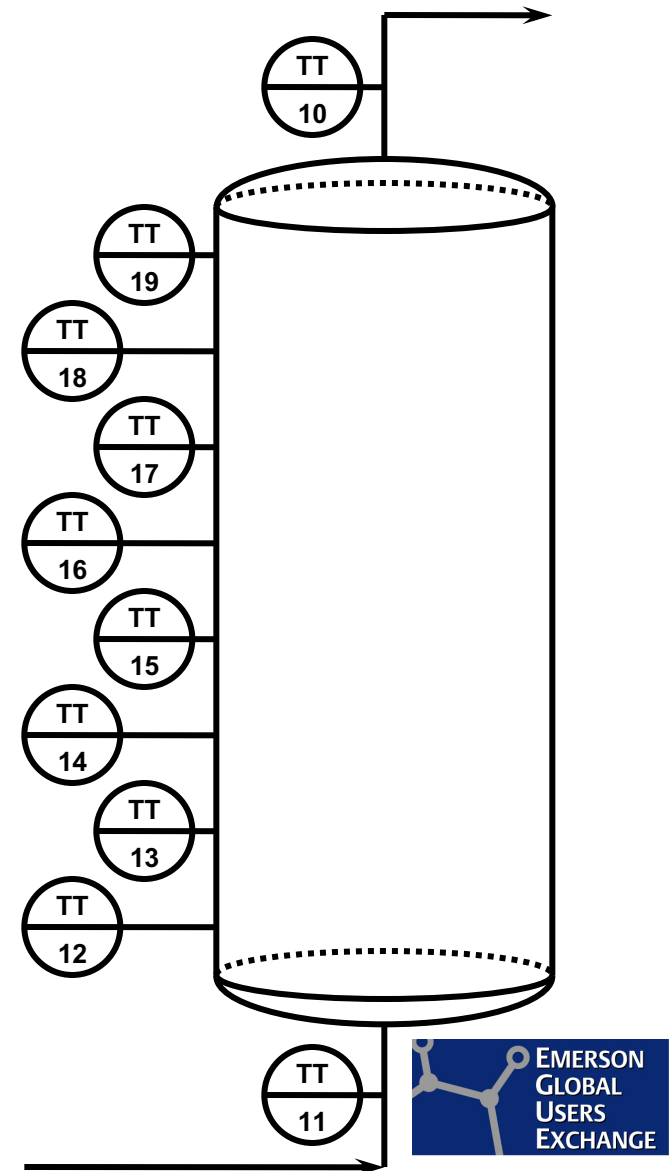 TT
10
TT
19
TT
18
TT
17
TT
16
TT
15
TT
14
TT
13
TT
12
TT
11
EMERSON
GLOBAL
USERS
EXCHANGE